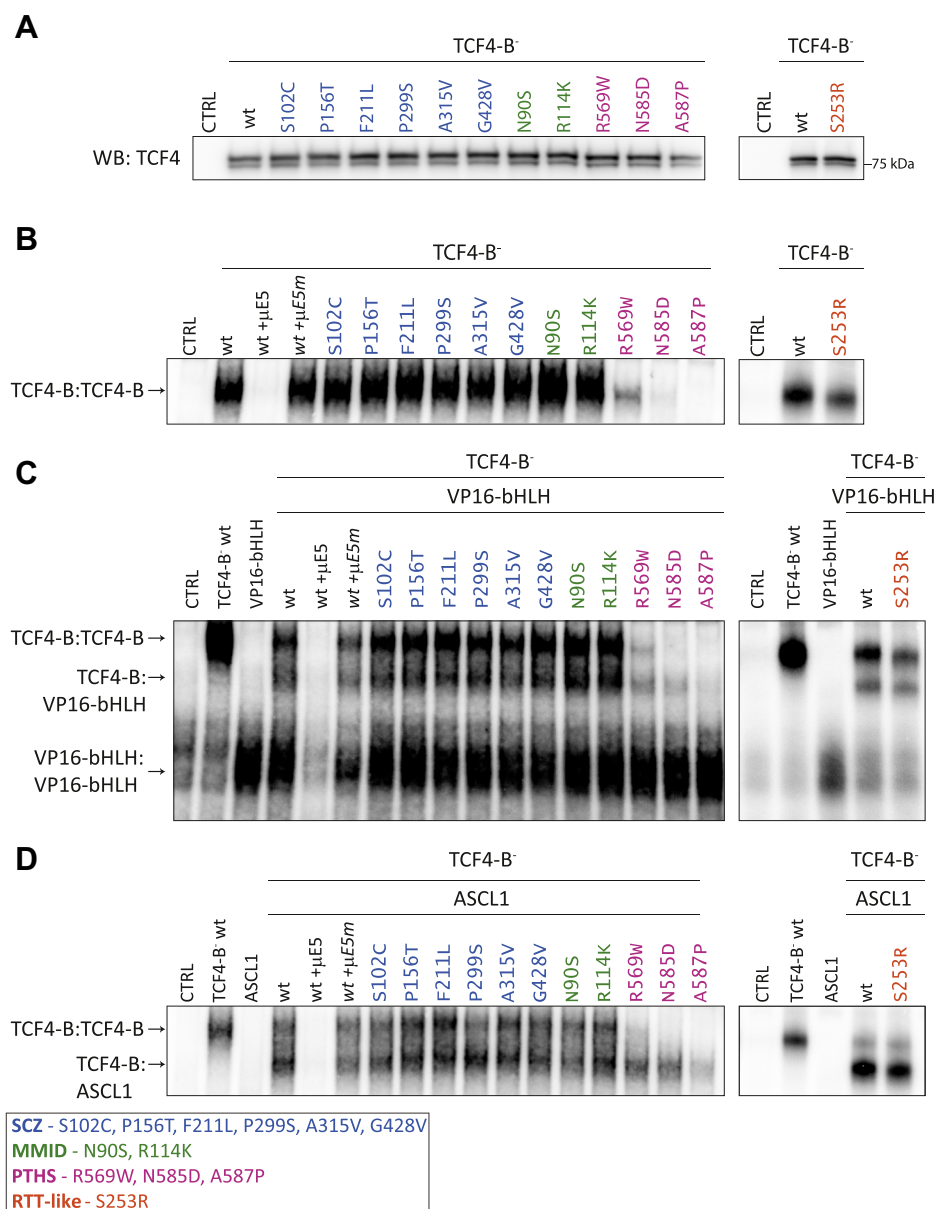 A
TCF4-B⁻ TCF4-B⁻
CTRL wt S102C P156T F211L P299S A315V G428V N90S R114K R569W N585D A587P CTRL wt S253R
WB: TCF4 75 kDa
B
TCF4-B⁻ TCF4-B⁻
CTRL wt wt +µE5 wt +µE5m S102C P156T F211L P299S A315V G428V N90S R114K R569W N585D A587P CTRL wt S253R
TCF4-B:TCF4-B →
C
TCF4-B⁻ TCF4-B⁻
VP16-bHLH VP16-bHLH
CTRL TCF4-B⁻ wt VP16-bHLH wt wt +µE5 wt +µE5m S102C P156T F211L P299S A315V G428V N90S R114K R569W N585D A587P CTRL TCF4-B⁻ wt VP16-bHLH wt S253R
TCF4-B:TCF4-B →
TCF4-B: →
VP16-bHLH
VP16-bHLH: →
VP16-bHLH
D
TCF4-B⁻ TCF4-B⁻
ASCL1 ASCL1
CTRL TCF4-B⁻ wt ASCL1 wt wt +µE5 wt +µE5m S102C P156T F211L P299S A315V G428V N90S R114K R569W N585D A587P CTRL TCF4-B⁻ wt ASCL1 wt S253R
TCF4-B:TCF4-B →
TCF4-B: →
ASCL1
SCZ - S102C, P156T, F211L, P299S, A315V, G428V
MMID - N90S, R114K
PTHS - R569W, N585D, A587P
RTT-like - S253R